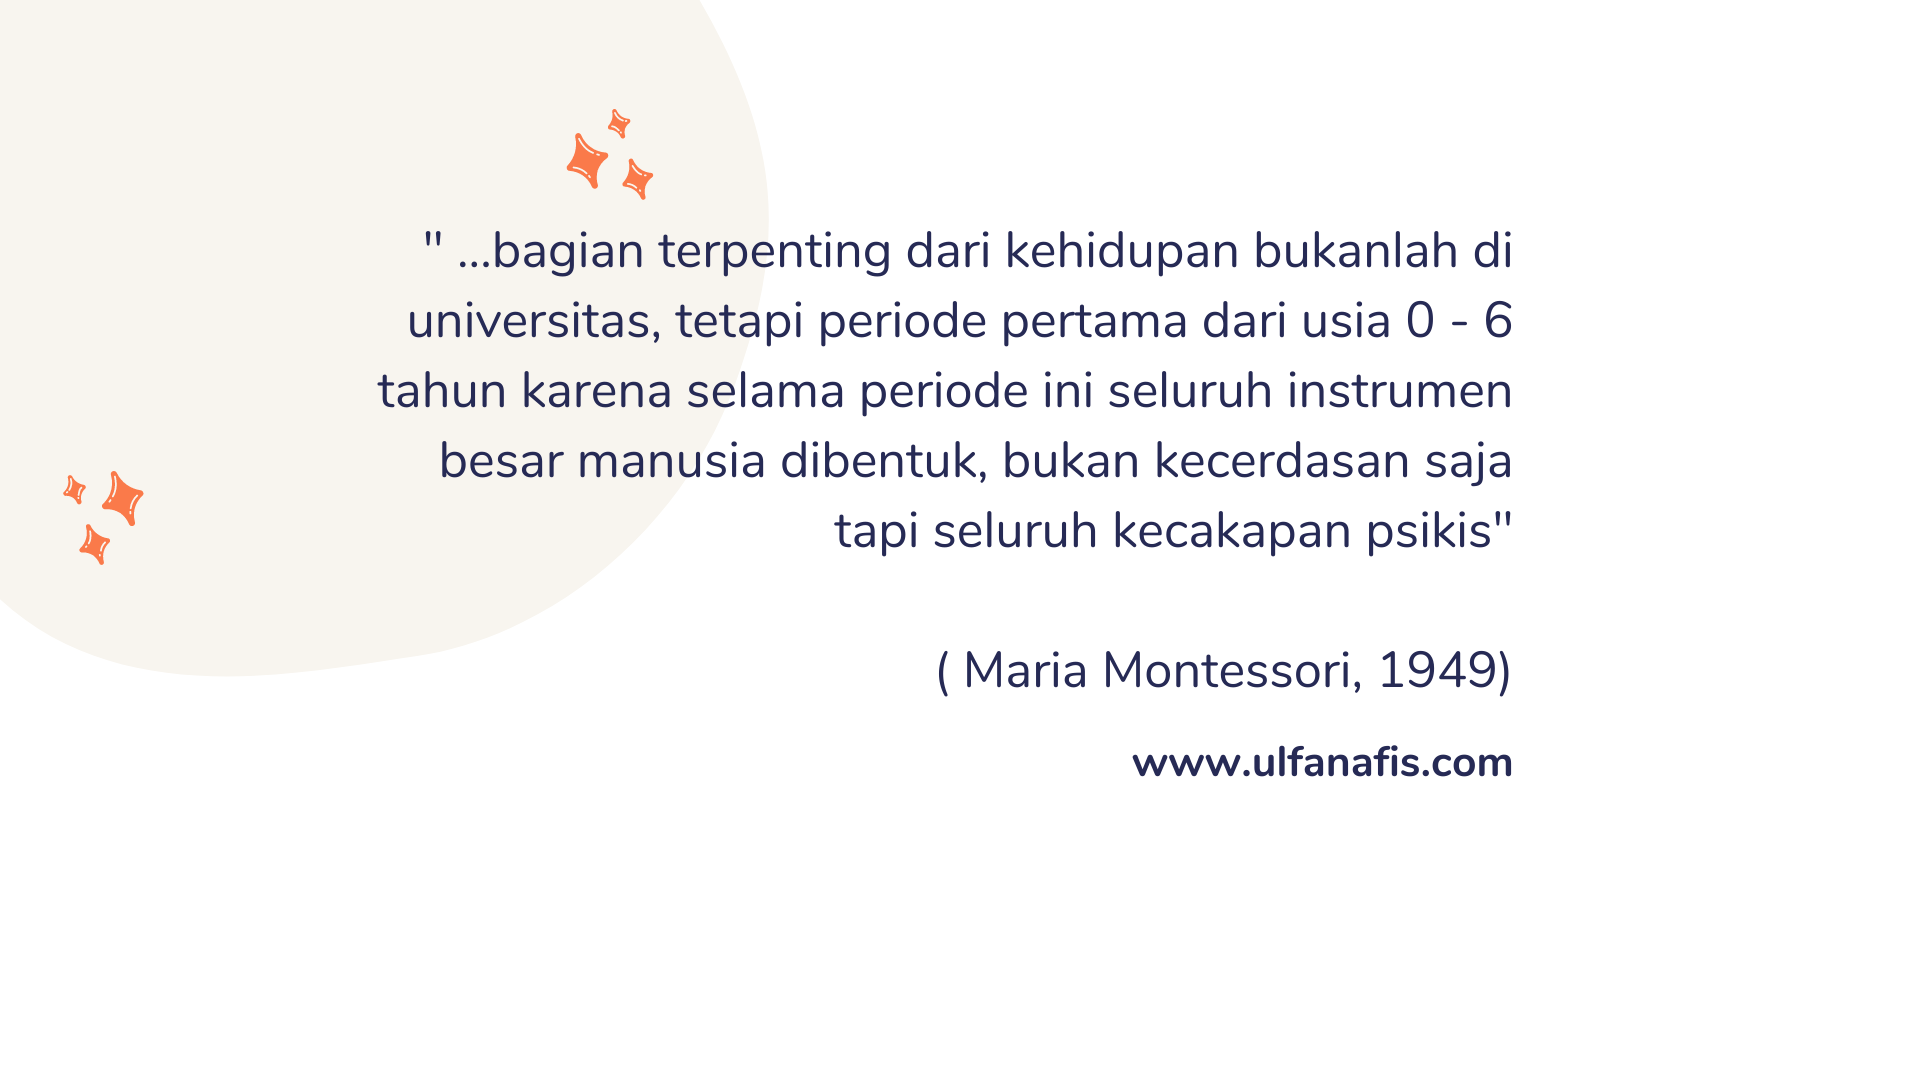 " ...bagian terpenting dari kehidupan bukanlah di
universitas, tetapi periode pertama dari usia 0 - 6
tahun karena selama periode ini seluruh instrumen
besar manusia dibentuk, bukan kecerdasan saja
tapi seluruh kecakapan psikis"
( Maria Montessori, 1949)
www.ulfanafis.com